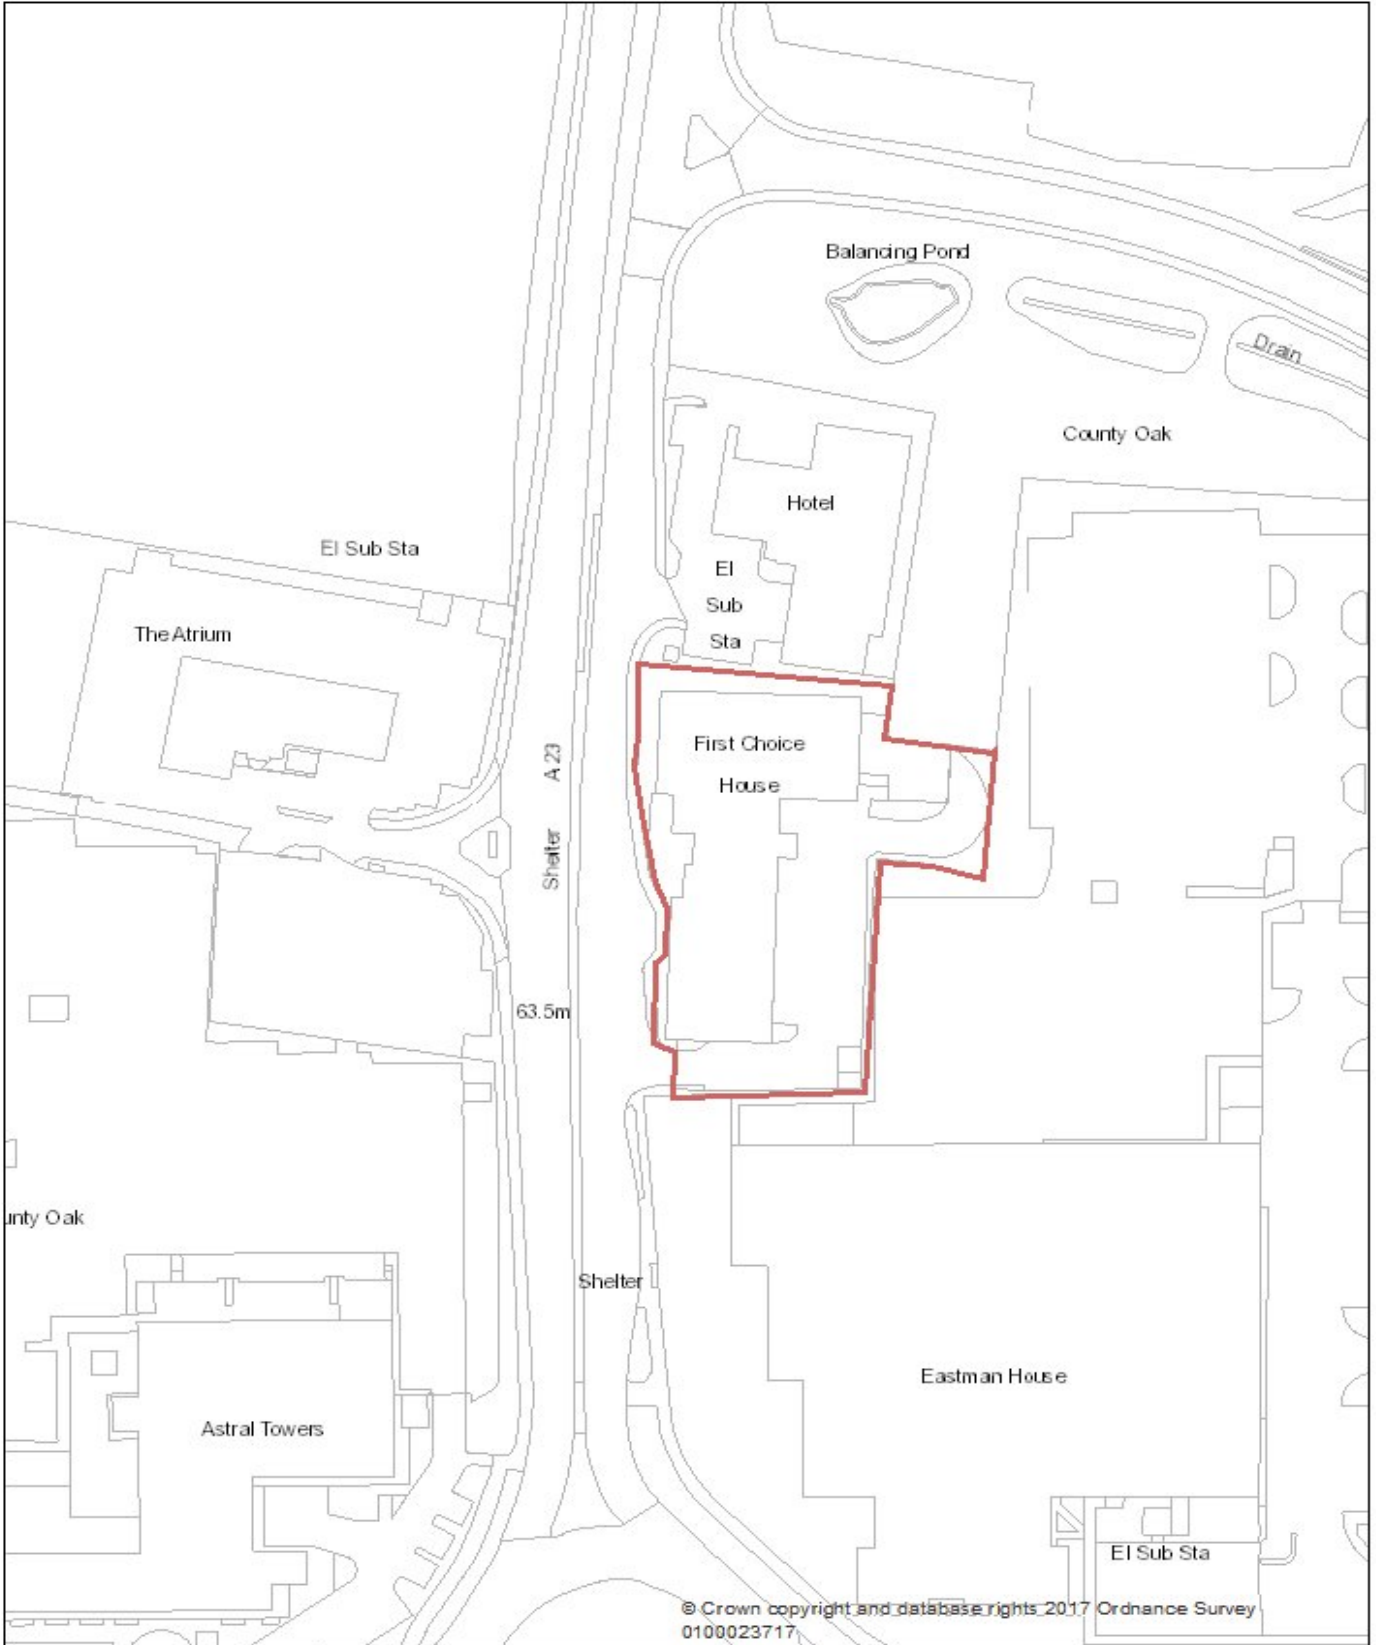 Balancing Pond
Drain
County Oak
Hotel
El Sub Sta
El
Sub
Sta
The Atrium
First Choice
House
A 23
Shelter
63.5m
unty Oak
Shelter
Eastman House
Astral Towers
El Sub Sta
© Crown copyright and database rights 2017 Ordnance Survey
0100023717